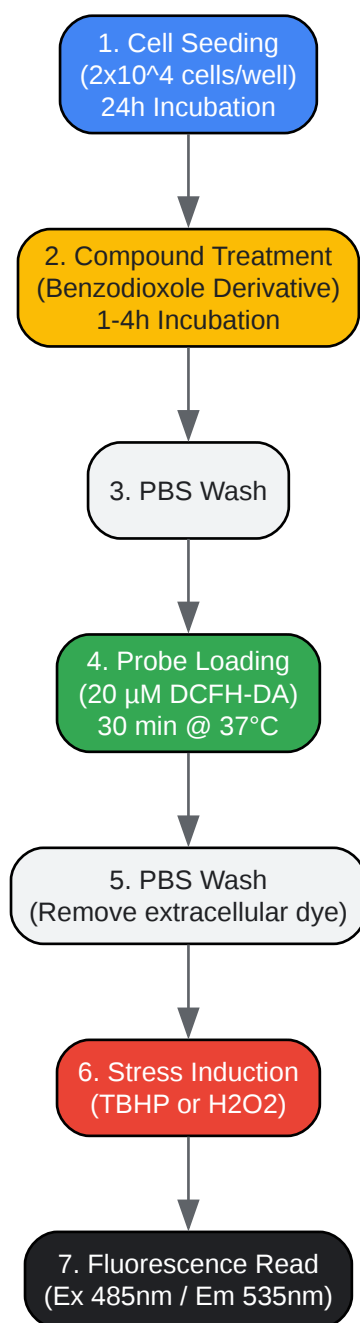 1. Cell Seeding
(2x10^4 cells/well)
24h Incubation
2. Compound Treatment
(Benzodioxole Derivative)
1-4h Incubation
3. PBS Wash
4. Probe Loading
(20 µM DCFH-DA)
30 min @ 37°C
5. PBS Wash
(Remove extracellular dye)
6. Stress Induction
(TBHP or H2O2)
7. Fluorescence Read
(Ex 485nm / Em 535nm)